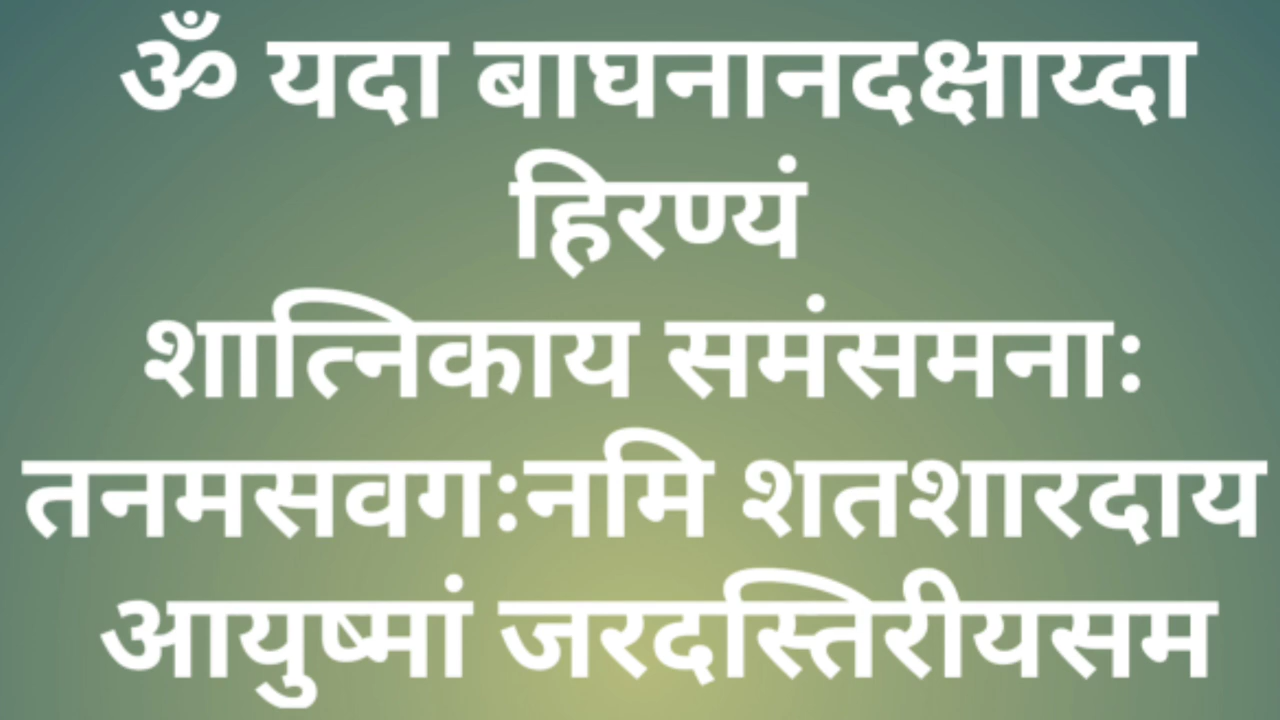 ॐ यदा बाघनानदक्षाय्दा
हिरण्यं
शात्निकाय समंसमनाः
तनमसवगःनमि शतशारदाय
आयुष्मां जरदस्तिरीयसम